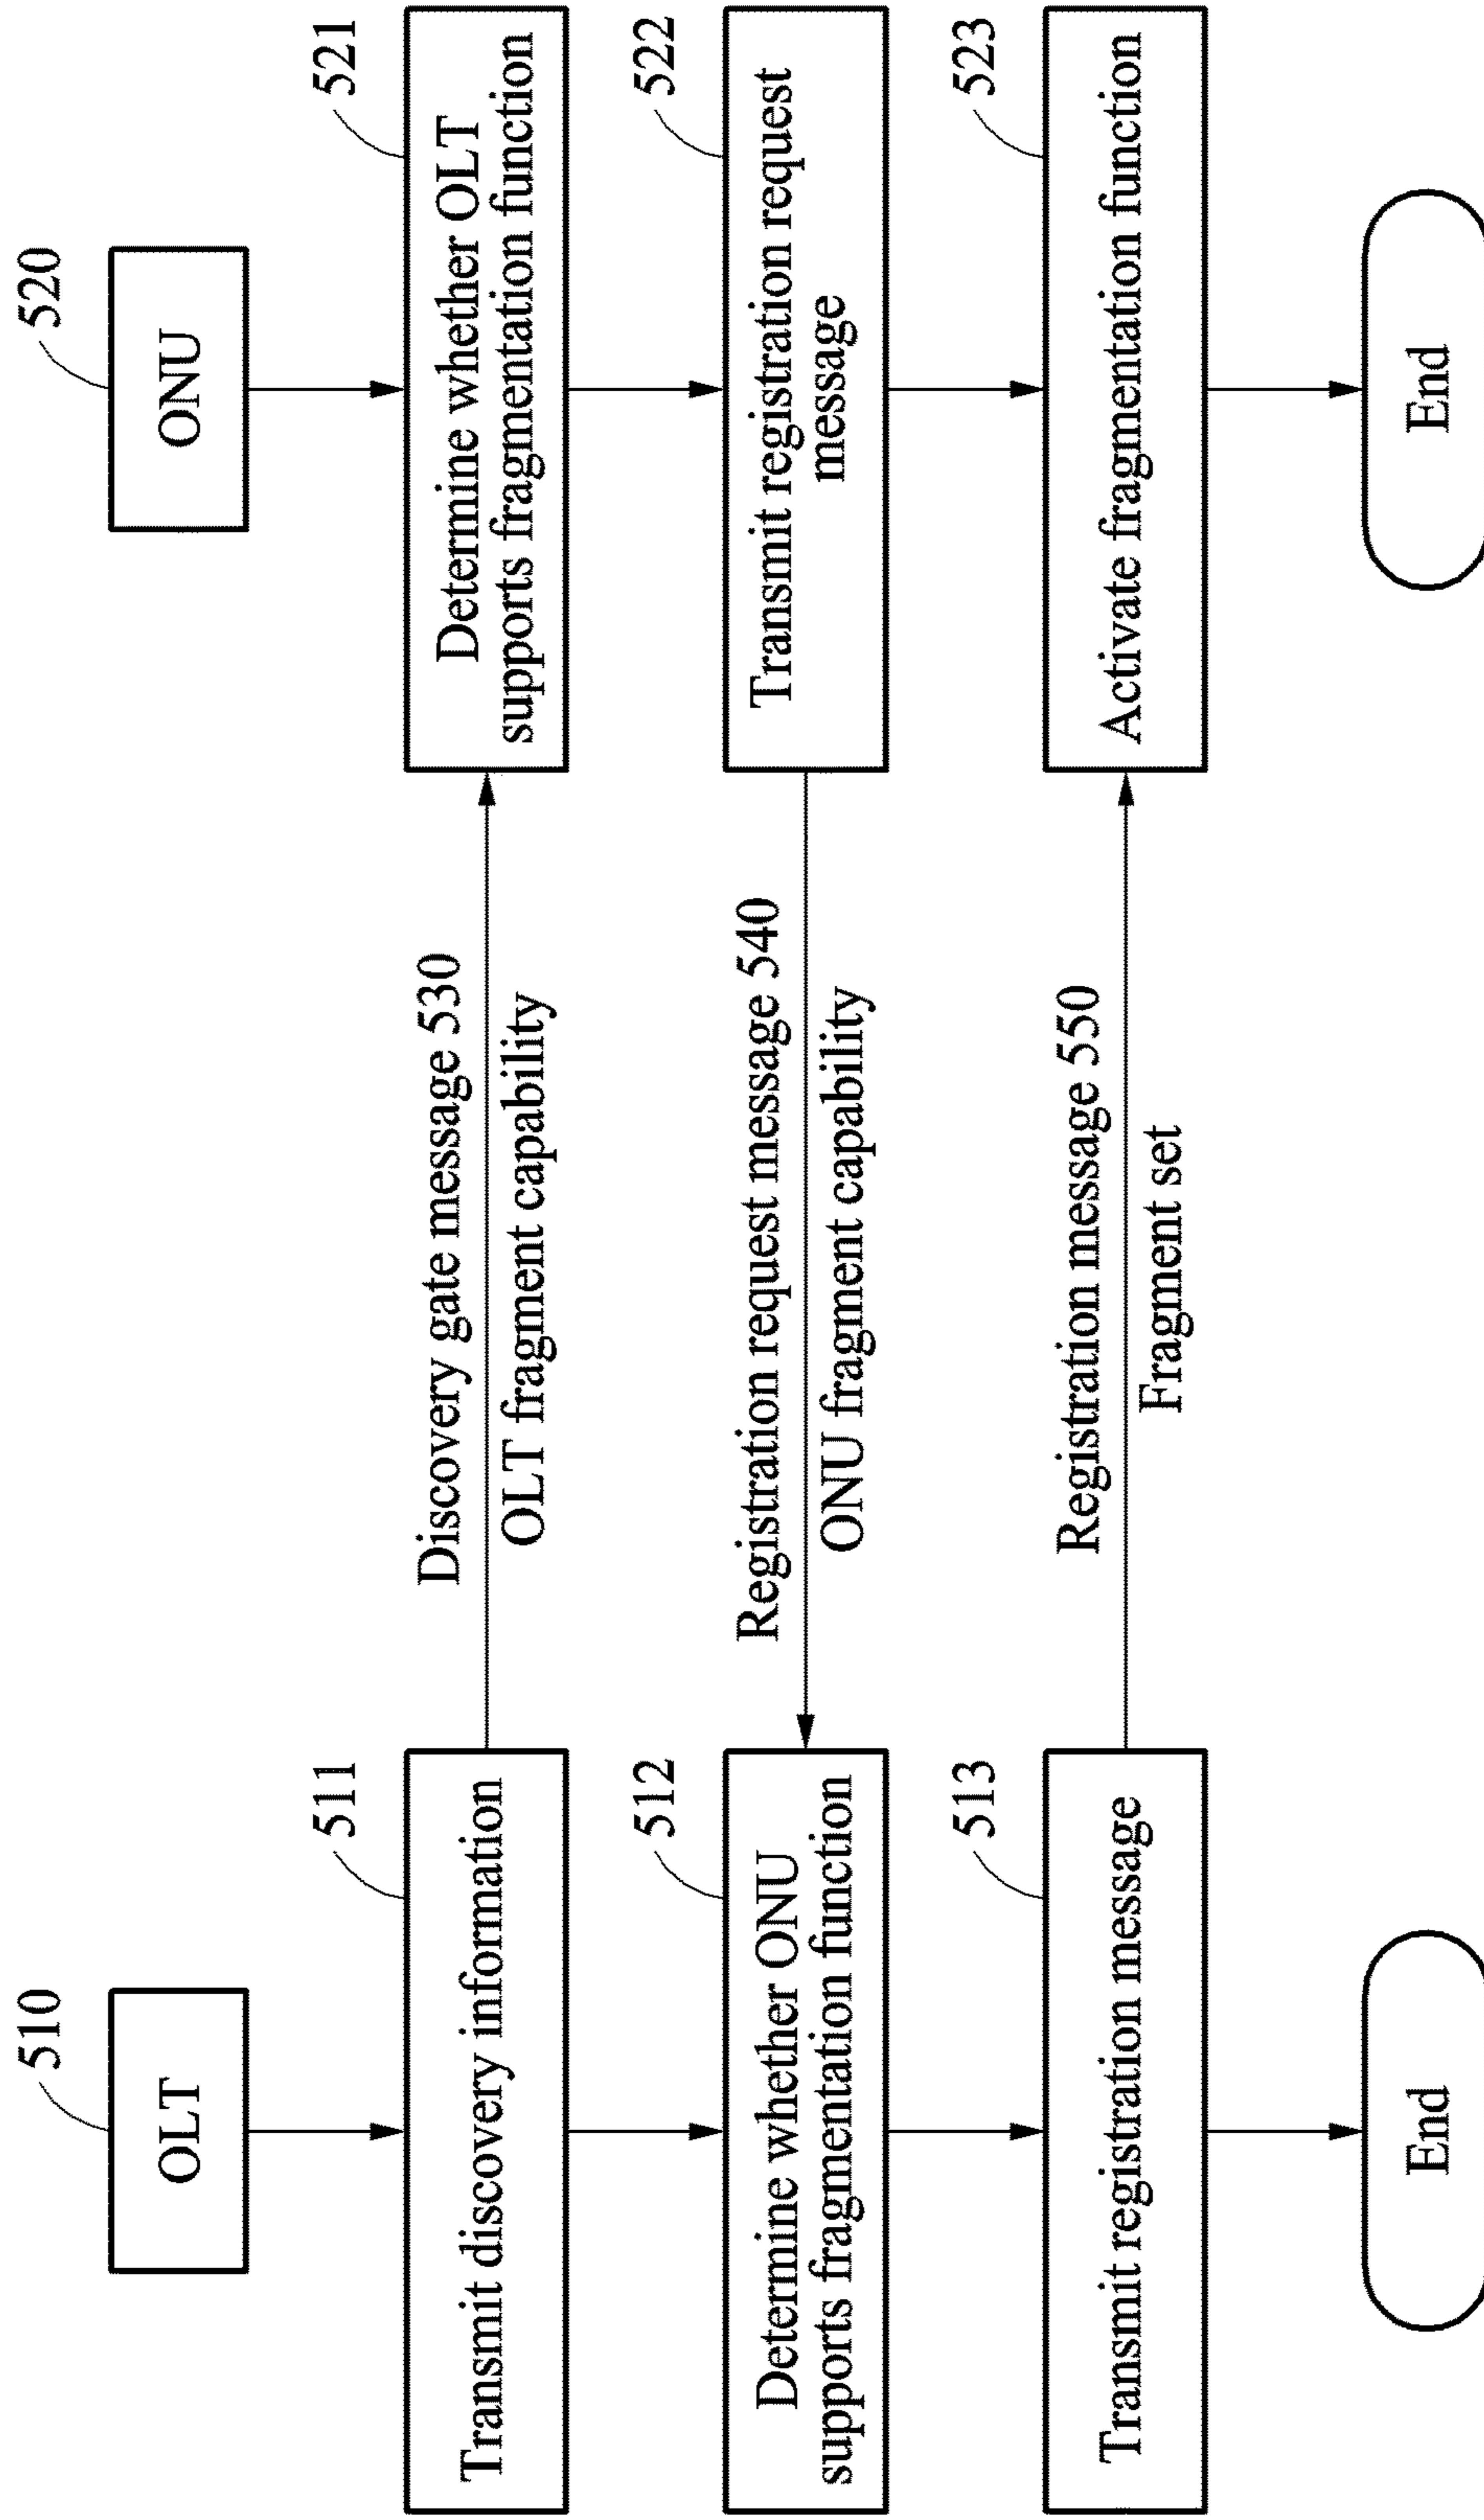 510
OLT
520
ONU
511
Transmit discovery information
Discovery gate message 530
OLT fragment capability
521
Determine whether OLT
supports fragmentation function
512
Determine whether ONU
supports fragmentation function
Registration request message 540
ONU fragment capability
522
Transmit registration request
message
513
Transmit registration message
Registration message 550
Fragment set
523
Activate fragmentation function
End
End